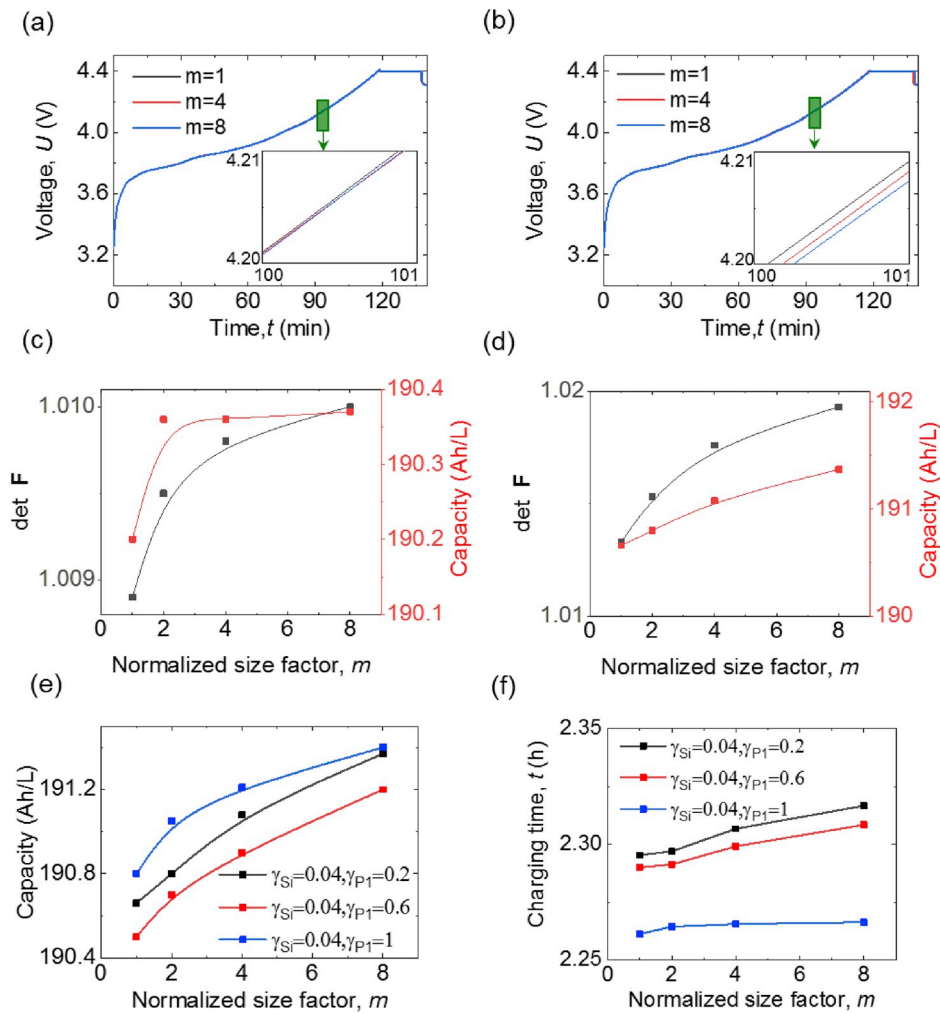 (a)
Voltage, U (V)
4.4
4.0
3.6
3.2
m=1
m=4
m=8
4.21
4.20
100 101
0 30 60 90 120
Time,t (min)
(b)
Voltage, U (V)
4.4
4.0
3.6
3.2
m=1
m=4
m=8
4.21
4.20
100 101
0 30 60 90 120
Time,t (min)
(c)
det F
1.010
1.009
190.4
190.3
190.2
190.1
Capacity (Ah/L)
0 2 4 6 8
Normalized size factor, m
(d)
det F
1.02
1.01
192
191
190
Capacity (Ah/L)
0 2 4 6 8
Normalized size factor, m
(e)
Capacity (Ah/L)
191.2
190.8
190.4
γSi=0.04,γP1=0.2
γSi=0.04,γP1=0.6
γSi=0.04,γP1=1
0 2 4 6 8
Normalized size factor, m
(f)
Charging time, t (h)
2.35
2.30
2.25
γSi=0.04,γP1=0.2
γSi=0.04,γP1=0.6
γSi=0.04,γP1=1
0 2 4 6 8
Normalized size factor, m